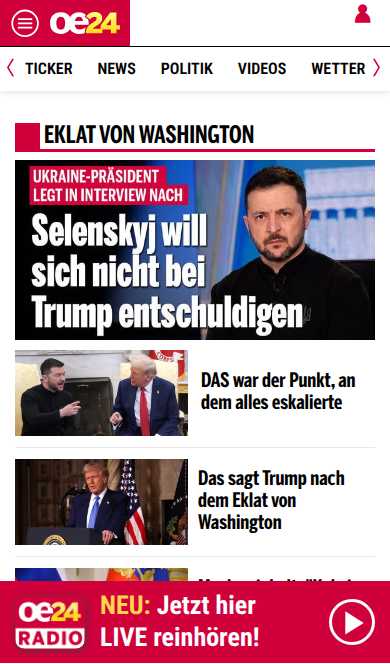 oe24
TICKER NEWS POLITIK VIDEOS WETTER
EKLAT VON WASHINGTON
UKRAINE-PRÄSIDENT
LEGT IN INTERVIEW NACH
Selenskyj will
sich nicht bei
Trump entschuldigen
DAS war der Punkt, an
dem alles eskalierte
Das sagt Trump nach
dem Eklat von
Washington
oe24
RADIO
NEU: Jetzt hier
LIVE reinhören!